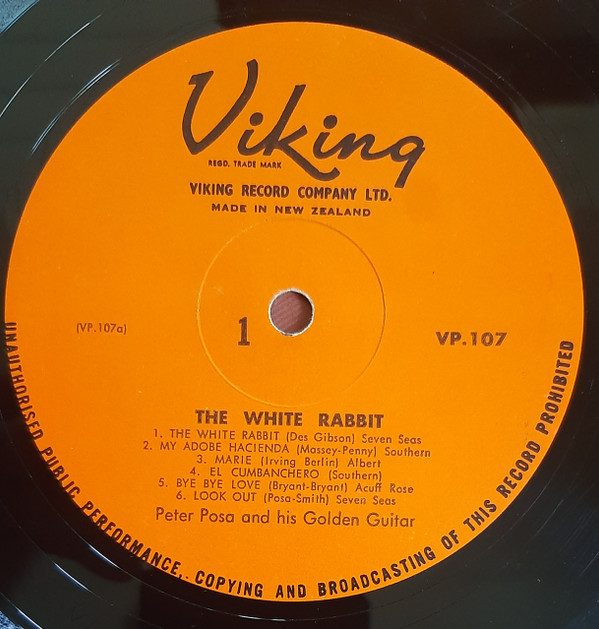 Viking
REGD. TRADE MARK
VIKING RECORD COMPANY LTD.
MADE IN NEW ZEALAND
(VP.107a)
1
VP.107
THE WHITE RABBIT
1. THE WHITE RABBIT (Des Gibson) Seven Seas
2. MY ADOBE HACIENDA (Massey-Penny) Southern
3. MARIE (Irving Berlin) Albert
4. EL CUMBANCHERO (Southern)
5. BYE BYE LOVE (Bryant-Bryant) Acuff Rose
6. LOOK OUT (Posa-Smith) Seven Seas
Peter Posa and his Golden Guitar
UNAUTHORISED PUBLIC PERFORMANCE,. COPYING AND BROADCASTING OF THIS RECORD PROHIBITED